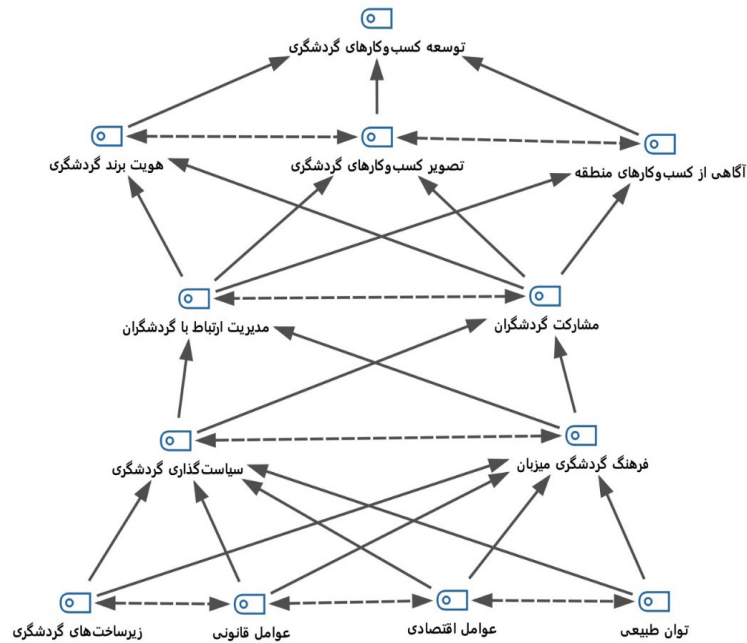 توسعه کسب‌وکارهای گردشگری
آگاهی از کسب‌وکارهای منطقه
تصویر کسب‌وکارهای گردشگری
هویت برند گردشگری
مشارکت گردشگران
مدیریت ارتباط با گردشگران
فرهنگ گردشگری میزبان
سیاست‌گذاری گردشگری
توان طبیعی
عوامل اقتصادی
عوامل قانونی
زیرساخت‌های گردشگری